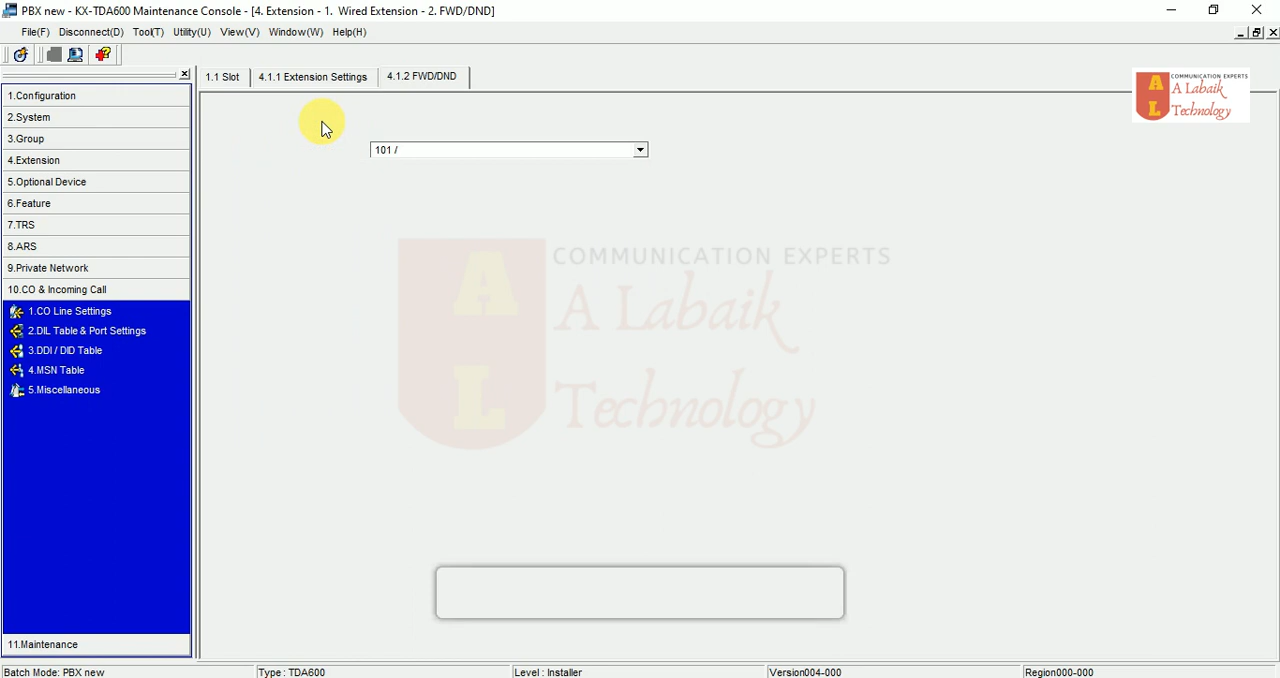 PBX new - KX-TDA600 Maintenance Console - [4. Extension - 1. Wired Extension - 2. FWD/DND]
File(F) Disconnect(D) Tool(T) Utility(U) View(V) Window(W) Help(H)
1.1 Slot 4.1.1 Extension Settings 4.1.2 FWD/DND
COMMUNICATION EXPERTS
A Labaik
Technology
A
L
1.Configuration
2.System
3.Group
4.Extension
5.Optional Device
6.Feature
7.TRS
8.ARS
9.Private Network
10.CO & Incoming Call
1.CO Line Settings
2.DIL Table & Port Settings
3.DDI / DID Table
4.MSN Table
5.Miscellaneous
11.Maintenance
101 /
COMMUNICATION EXPERTS
A Labaik
Technology
A
L
Batch Mode: PBX new Type : TDA600 Level : Installer Version004-000 Region000-000